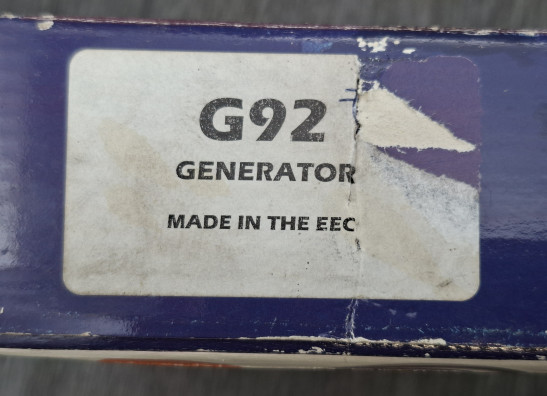 G92
GENERATOR
MADE IN THE EEC